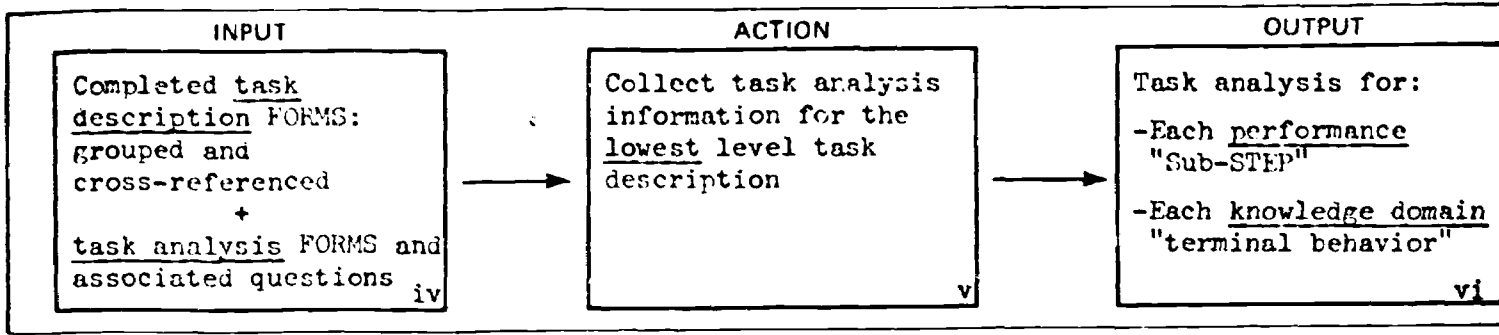 INPUT
Completed task
description FORMS:
grouped and
cross-referenced
+
task analysis FORMS and
associated questions
iv
ACTION
Collect task analysis
information for the
lowest level task
description
v
OUTPUT
Task analysis for:
-Each performance
"Sub-STEP"
-Each knowledge domain
"terminal behavior"
vi